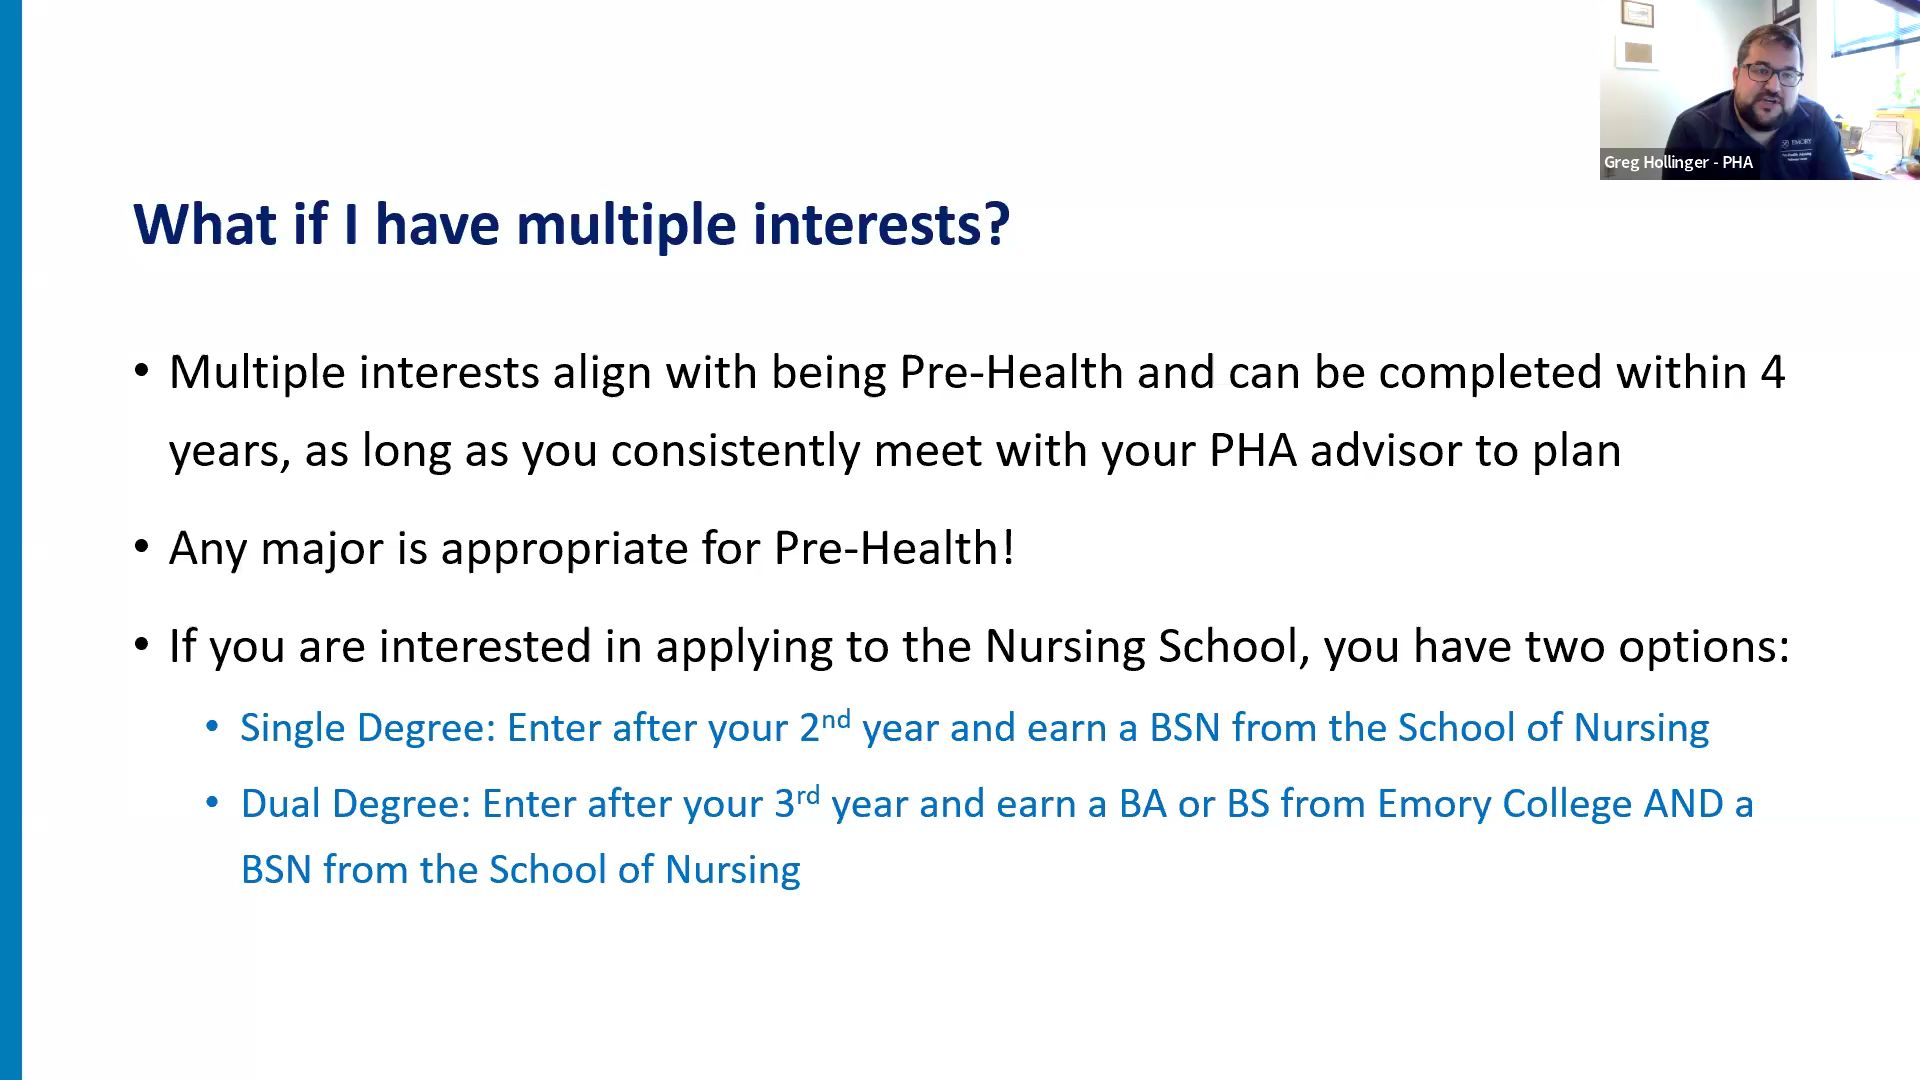 Greg Hollinger - PHA
EMORY
What if I have multiple interests?
• Multiple interests align with being Pre-Health and can be completed within 4
years, as long as you consistently meet with your PHA advisor to plan
• Any major is appropriate for Pre-Health!
• If you are interested in applying to the Nursing School, you have two options:
• Single Degree: Enter after your 2nd year and earn a BSN from the School of Nursing
• Dual Degree: Enter after your 3rd year and earn a BA or BS from Emory College AND a
BSN from the School of Nursing